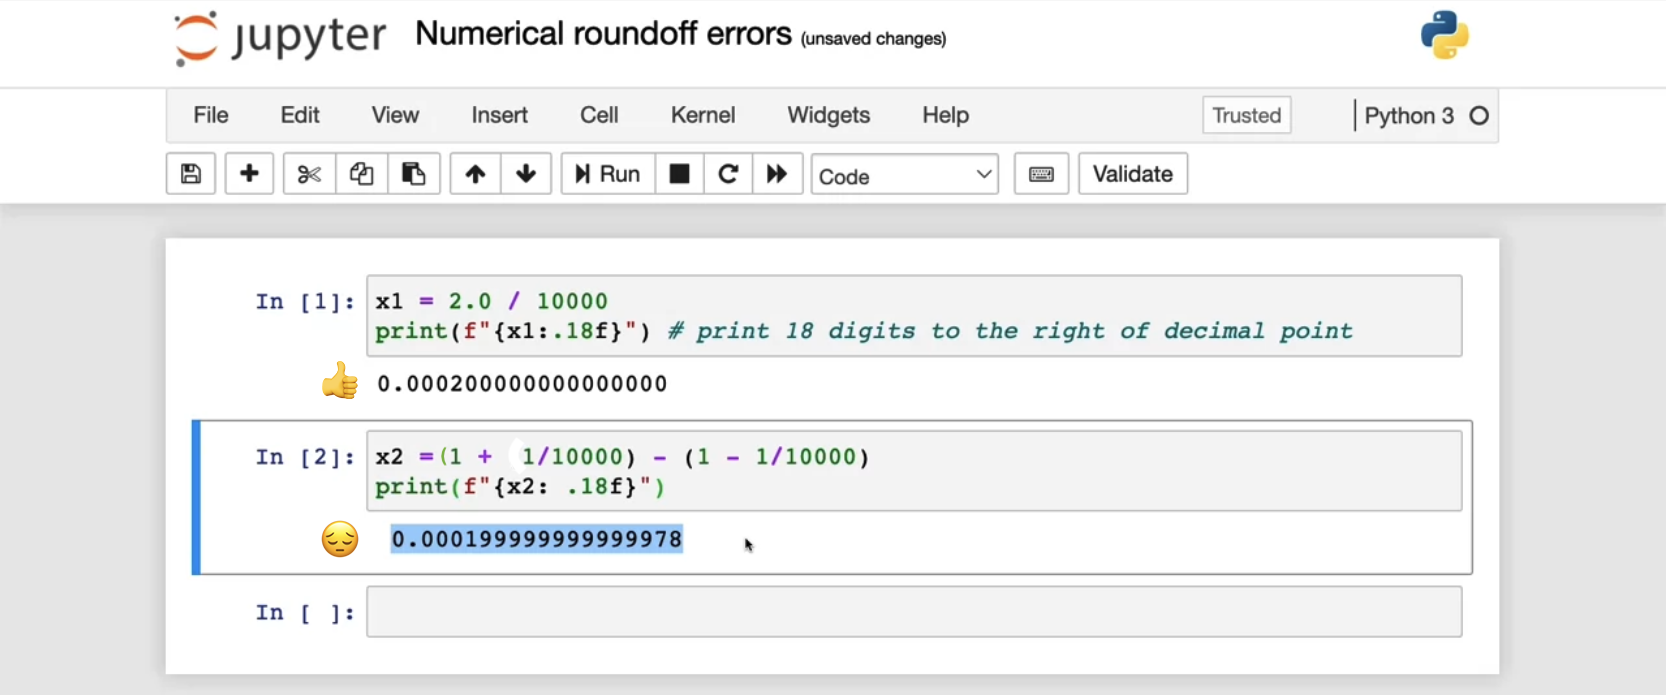 jupyter Numerical roundoff errors (unsaved changes)
File Edit View Insert Cell Kernel Widgets Help Trusted Python 3
Run Code Validate
In [1]: x1 = 2.0 / 10000
print(f"{x1:.18f}") # print 18 digits to the right of decimal point
0.000200000000000000
In [2]: x2 =(1 + 1/10000) - (1 - 1/10000)
print(f"{x2: .18f}")
0.000199999999999978
In [ ]: